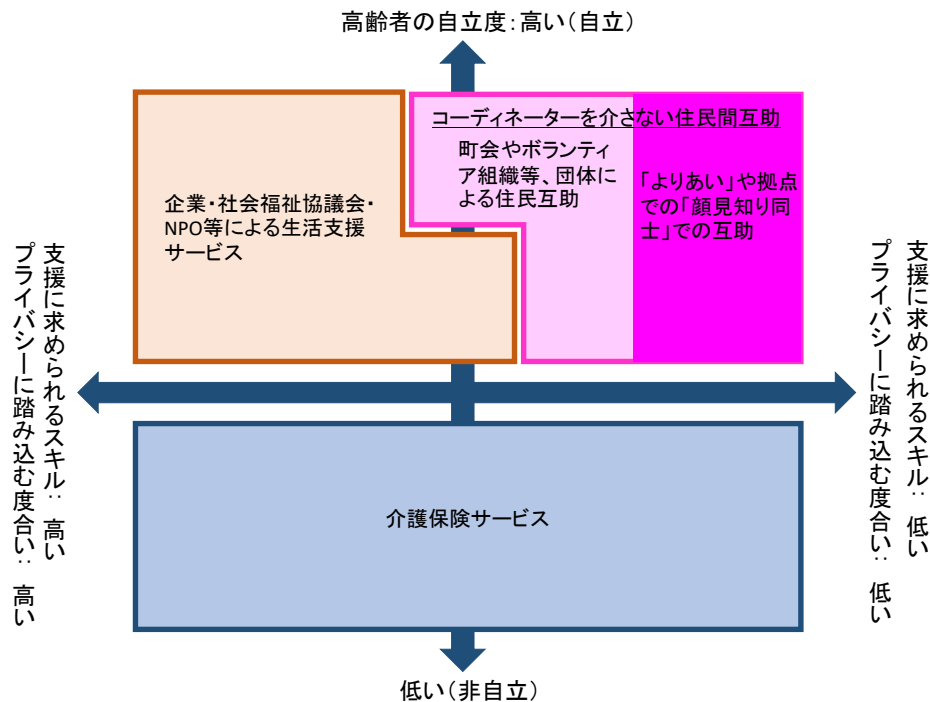 高齢者の自立度：高い（自立）
コーディネーターを介さない住民間互助
町会やボランティ
ア組織等、団体に
よる住民互助
「よりあい」や拠点
での「顔見知り同
士」での互助
企業・社会福祉協議会・
NPO等による生活支援
サービス
支援に求められるスキル：高い
プライバシーに踏み込む度合い：高い
支援に求められるスキル：低い
プライバシーに踏み込む度合い：低い
介護保険サービス
低い（非自立）